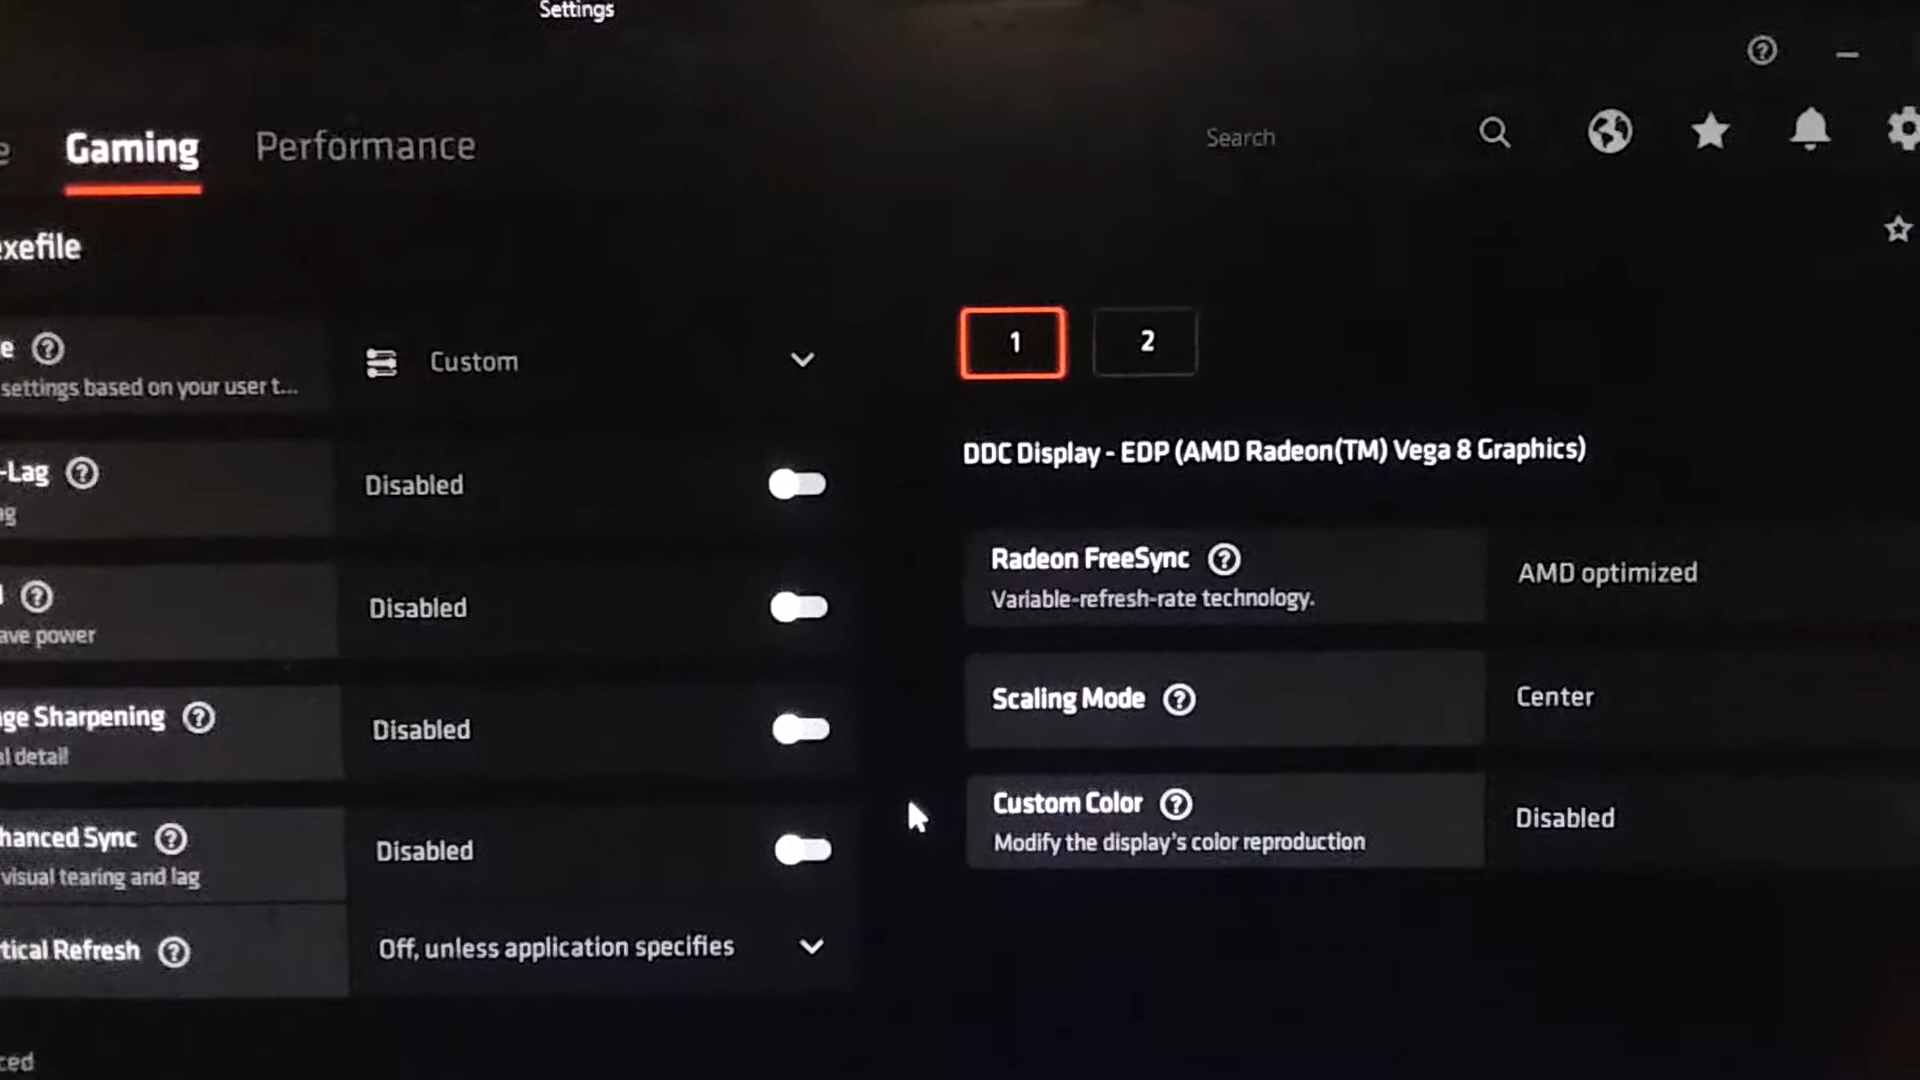 Settings
e
Gaming
Performance
Search
exefile
1
2
e
settings based on your user t...
Custom
DDC Display - EDP (AMD Radeon(TM) Vega 8 Graphics)
-Lag
ag
Disabled
Radeon FreeSync
Variable-refresh-rate technology.
AMD optimized
ave power
Disabled
Scaling Mode
Center
ge Sharpening
al detail
Disabled
Custom Color
Modify the display's color reproduction
Disabled
hanced Sync
visual tearing and lag
Disabled
tical Refresh
Off, unless application specifies
ced